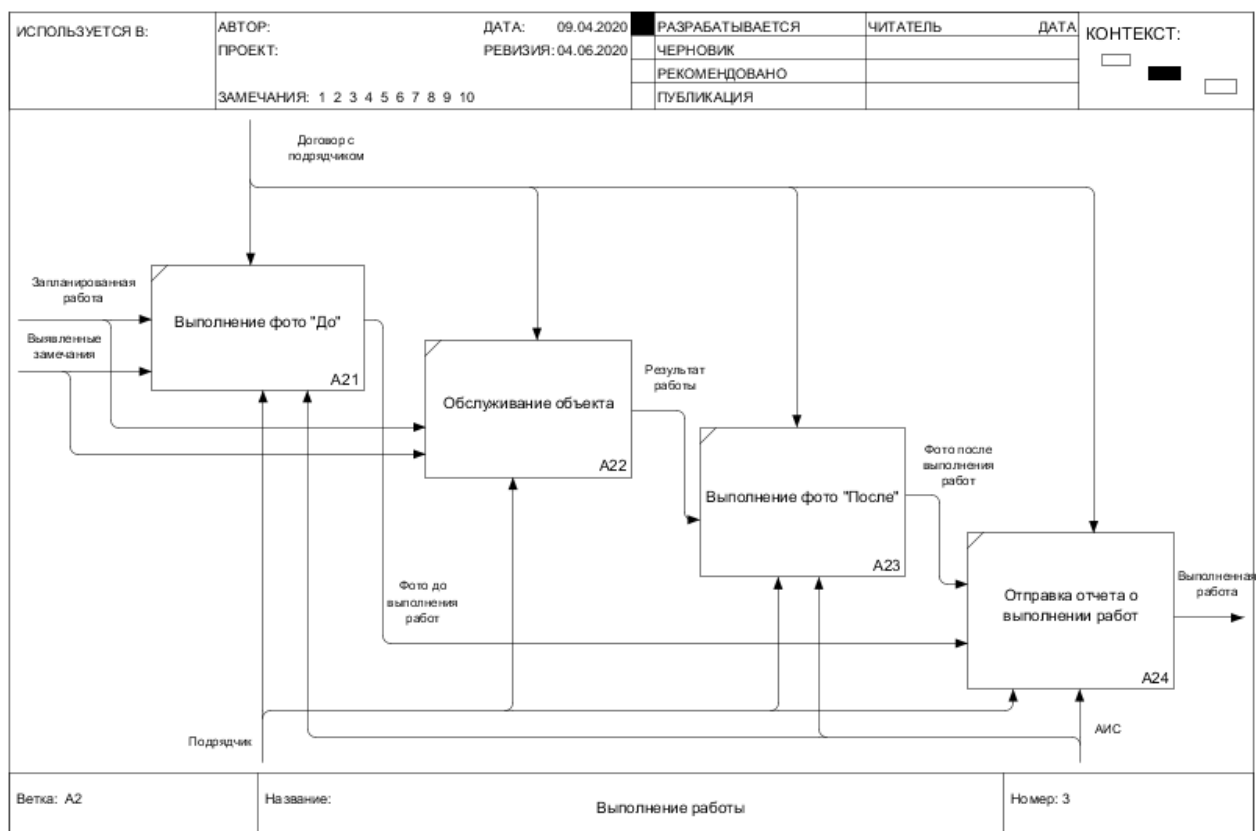 ИСПОЛЬЗУЕТСЯ В:
АВТОР:
ДАТА: 09.04.2020
ПРОЕКТ:
РЕВИЗИЯ: 04.06.2020
ЗАМЕЧАНИЯ: 1 2 3 4 5 6 7 8 9 10
РАЗРАБАТЫВАЕТСЯ
ЧЕРНОВИК
РЕКОМЕНДОВАНО
ПУБЛИКАЦИЯ
ЧИТАТЕЛЬ
ДАТА
КОНТЕКСТ:
Договор с
подрядчиком
Запланированная
работа
Выявленные
замечания
Выполнение фото "До"
A21
Обслуживание объекта
A22
Результат
работы
Выполнение фото "После"
A23
Фото после
выполнения
работ
Фото до
выполнения
работ
Отправка отчета о
выполнении работ
A24
Выполненная
работа
Подрядчик
АИС
Ветка: A2
Название:
Выполнение работы
Номер: 3